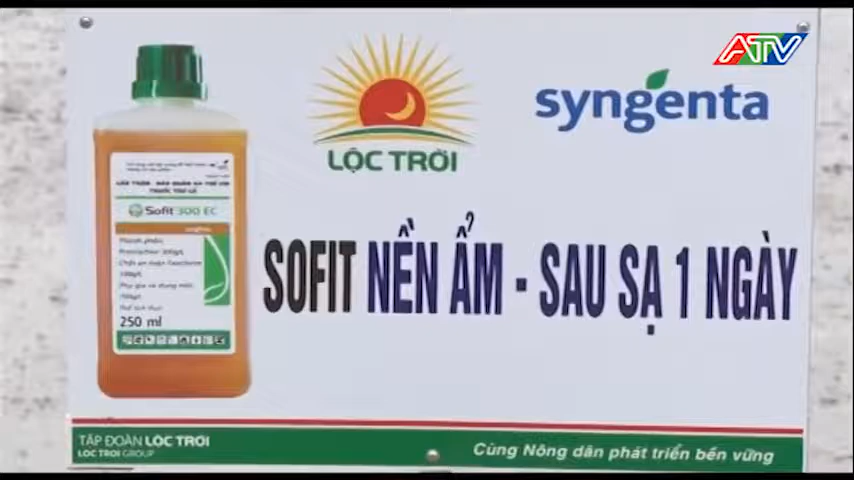 ATV
LỘC TRỜI
syngenta
Sofit 300 EC
250 ml
SOFIT NỀN ẨM - SAU SẠ 1 NGÀY
TẬP ĐOÀN LỘC TRỜI
LOC TROI GROUP
Cùng Nông dân phát triển bền vững